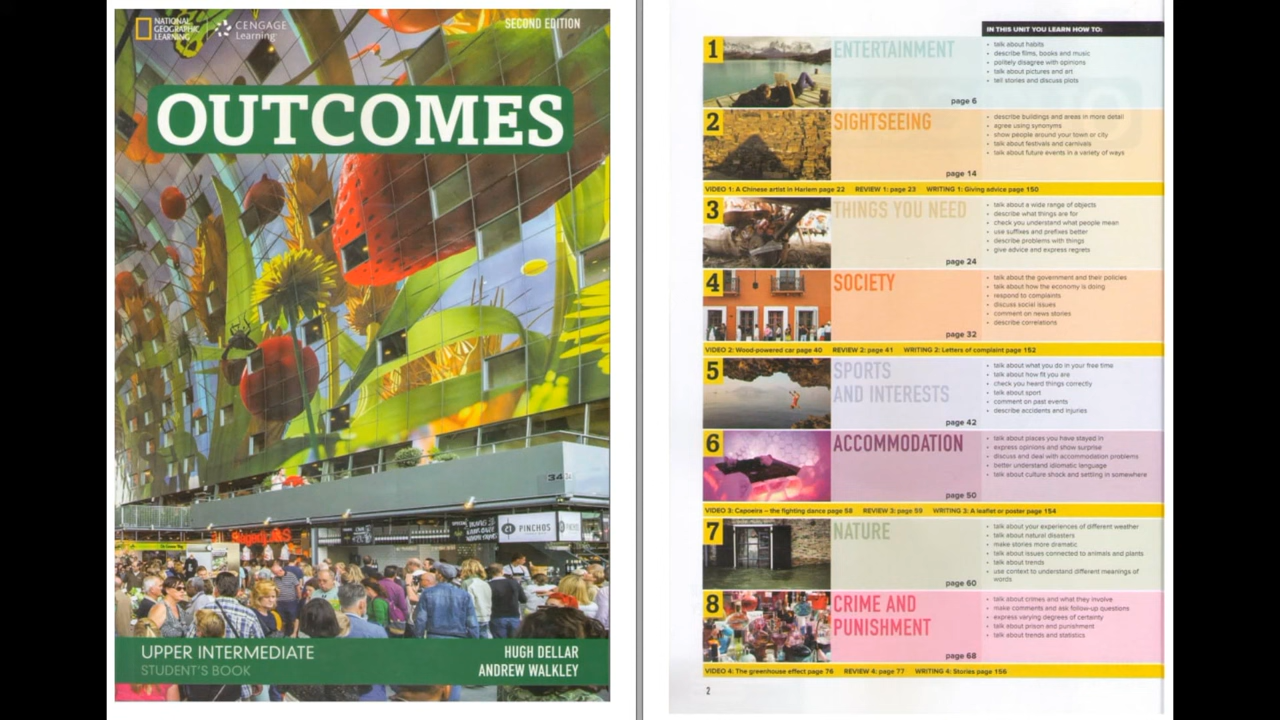 NATIONAL
GEOGRAPHIC
LEARNING
CENGAGE
Learning
SECOND EDITION
OUTCOMES
343
PINCHOS
UPPER INTERMEDIATE
STUDENT'S BOOK
HUGH DELLAR
ANDREW WALKLEY
IN THIS UNIT YOU LEARN HOW TO:
1
ENTERTAINMENT
page 6
• talk about habits
• describe films, books and music
• politely disagree with opinions
• talk about pictures and art
• tell stories and discuss plots
2
SIGHTSEEING
page 14
• describe buildings and areas in more detail
• agree using synonyms
• show people around your town or city
• talk about festivals and carnivals
• talk about future events in a variety of ways
VIDEO 1: A Chinese artist in Harlem page 22 REVIEW 1: page 23 WRITING 1: Giving advice page 150
3
THINGS YOU NEED
page 24
• talk about a wide range of objects
• describe what things are for
• check you understand what people mean
• use suffixes and prefixes better
• describe problems with things
• give advice and express regrets
4
SOCIETY
page 32
• talk about the government and their policies
• talk about how the economy is doing
• respond to complaints
• discuss social issues
• comment on news stories
• describe correlations
VIDEO 2: Wood-powered car page 40 REVIEW 2: page 41 WRITING 2: Letters of complaint page 152
5
SPORTS
AND INTERESTS
page 42
• talk about what you do in your free time
• talk about how fit you are
• check you heard things correctly
• talk about sport
• comment on past events
• describe accidents and injuries
6
ACCOMMODATION
page 50
• talk about places you have stayed in
• express opinions and show surprise
• discuss and deal with accommodation problems
• better understand idiomatic language
• talk about culture shock and settling in somewhere
VIDEO 3: Capoeira – the fighting dance page 58 REVIEW 3: page 59 WRITING 3: A leaflet or poster page 154
7
NATURE
page 60
• talk about your experiences of different weather
• talk about natural disasters
• make stories more dramatic
• talk about issues connected to animals and plants
• talk about trends
• use context to understand different meanings of
words
8
CRIME AND
PUNISHMENT
page 68
• talk about crimes and what they involve
• make comments and ask follow-up questions
• express varying degrees of certainty
• talk about prison and punishment
• talk about trends and statistics
VIDEO 4: The greenhouse effect page 76 REVIEW 4: page 77 WRITING 4: Stories page 156
2